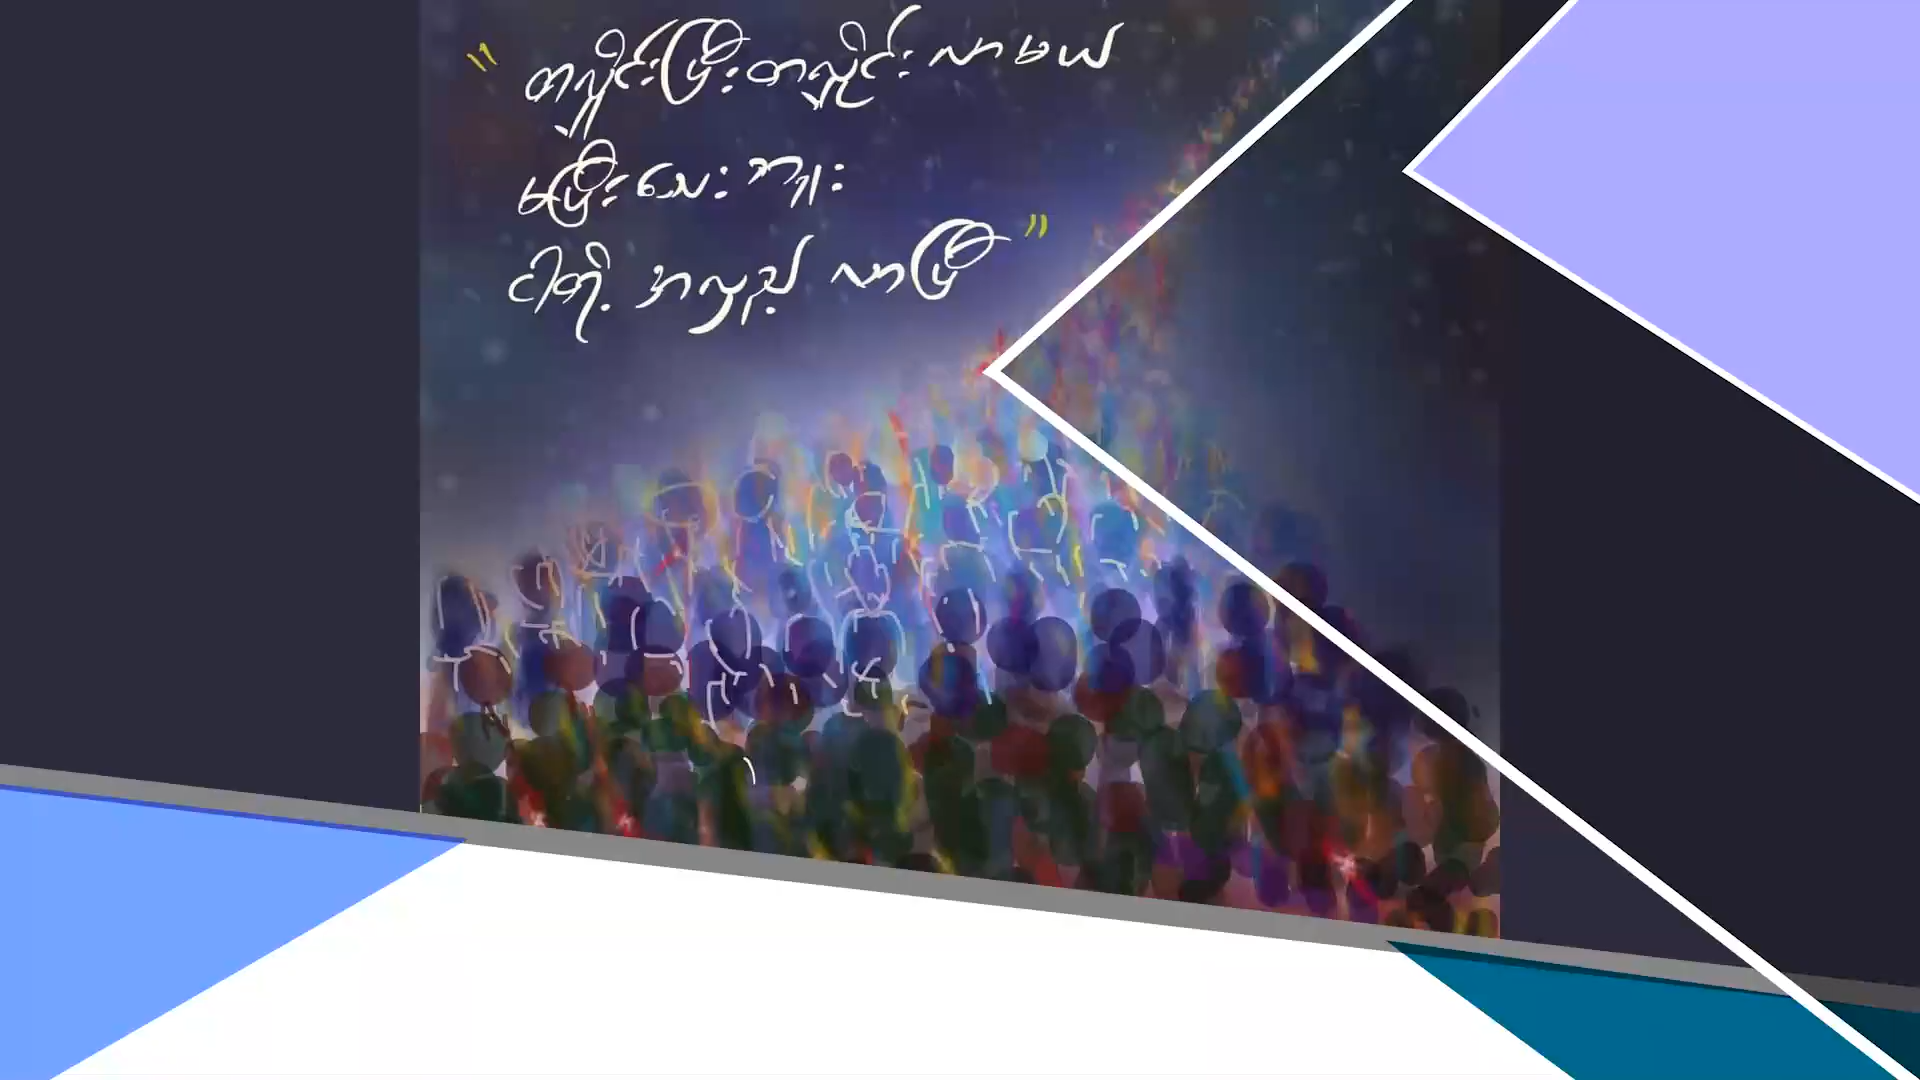 "တလှိုင်းပြီးတလှိုင်း လာမယ်
မပြီးသေးဘူး
ငါတို့ အလှည့် လာပြီ"